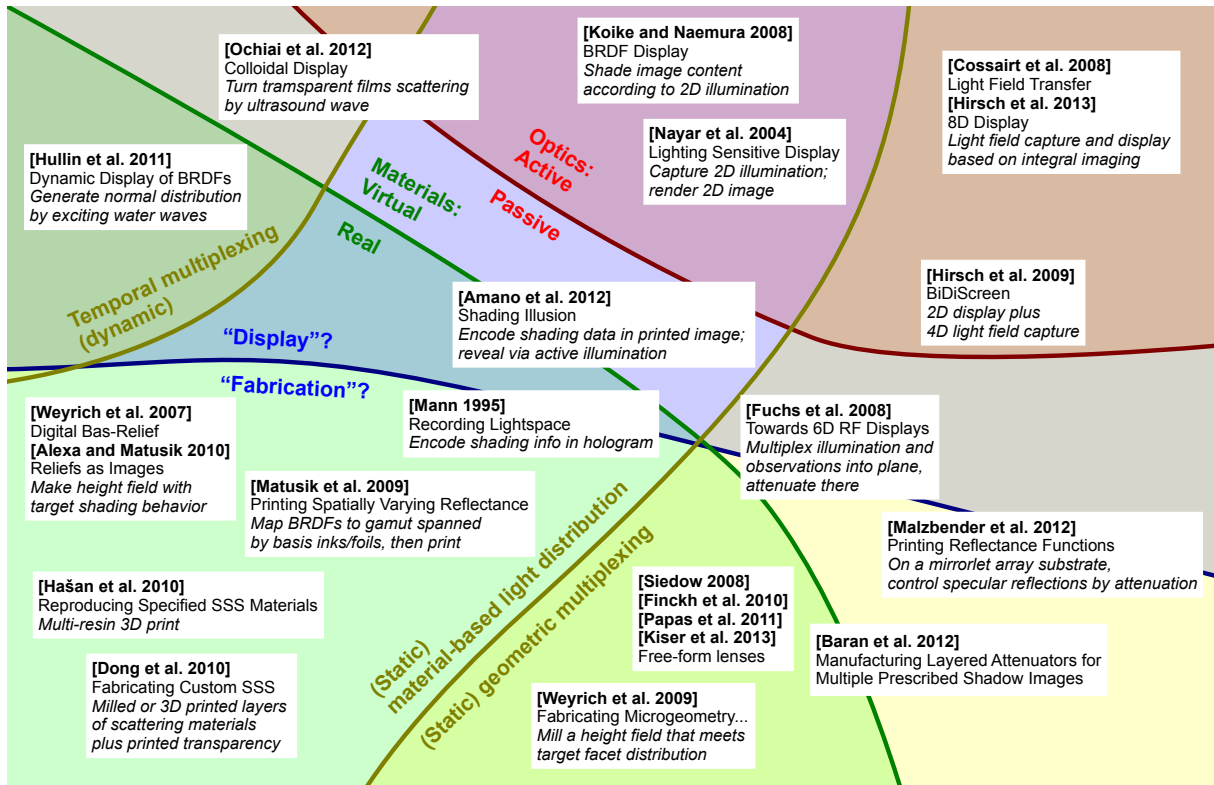 [Ochiai et al. 2012]
Colloidal Display
Turn transparent films scattering
by ultrasound wave
[Koike and Naemura 2008]
BRDF Display
Shade image content
according to 2D illumination
[Cossairt et al. 2008]
Light Field Transfer
[Hirsch et al. 2013]
8D Display
Light field capture and display
based on integral imaging
[Nayar et al. 2004]
Lighting Sensitive Display
Capture 2D illumination;
render 2D image
[Hullin et al. 2011]
Dynamic Display of BRDFs
Generate normal distribution
by exciting water waves
Optics:
Active
Passive
Materials:
Virtual
Real
Temporal multiplexing
(dynamic)
[Hirsch et al. 2009]
BiDiScreen
2D display plus
4D light field capture
[Amano et al. 2012]
Shading Illusion
Encode shading data in printed image;
reveal via active illumination
“Display”?
“Fabrication”?
[Weyrich et al. 2007]
Digital Bas-Relief
[Alexa and Matusik 2010]
Reliefs as Images
Make height field with
target shading behavior
[Mann 1995]
Recording Lightspace
Encode shading info in hologram
[Fuchs et al. 2008]
Towards 6D RF Displays
Multiplex illumination and
observations into plane,
attenuate there
[Matusik et al. 2009]
Printing Spatially Varying Reflectance
Map BRDFs to gamut spanned
by basis inks/foils, then print
[Malzbender et al. 2012]
Printing Reflectance Functions
On a mirrorlet array substrate,
control specular reflections by attenuation
(Static)
material-based light distribution
(Static) geometric multiplexing
[Hašan et al. 2010]
Reproducing Specified SSS Materials
Multi-resin 3D print
[Siedow 2008]
[Finckh et al. 2010]
[Papas et al. 2011]
[Kiser et al. 2013]
Free-form lenses
[Baran et al. 2012]
Manufacturing Layered Attenuators for
Multiple Prescribed Shadow Images
[Dong et al. 2010]
Fabricating Custom SSS
Milled or 3D printed layers
of scattering materials
plus printed transparency
[Weyrich et al. 2009]
Fabricating Microgeometry...
Mill a height field that meets
target facet distribution